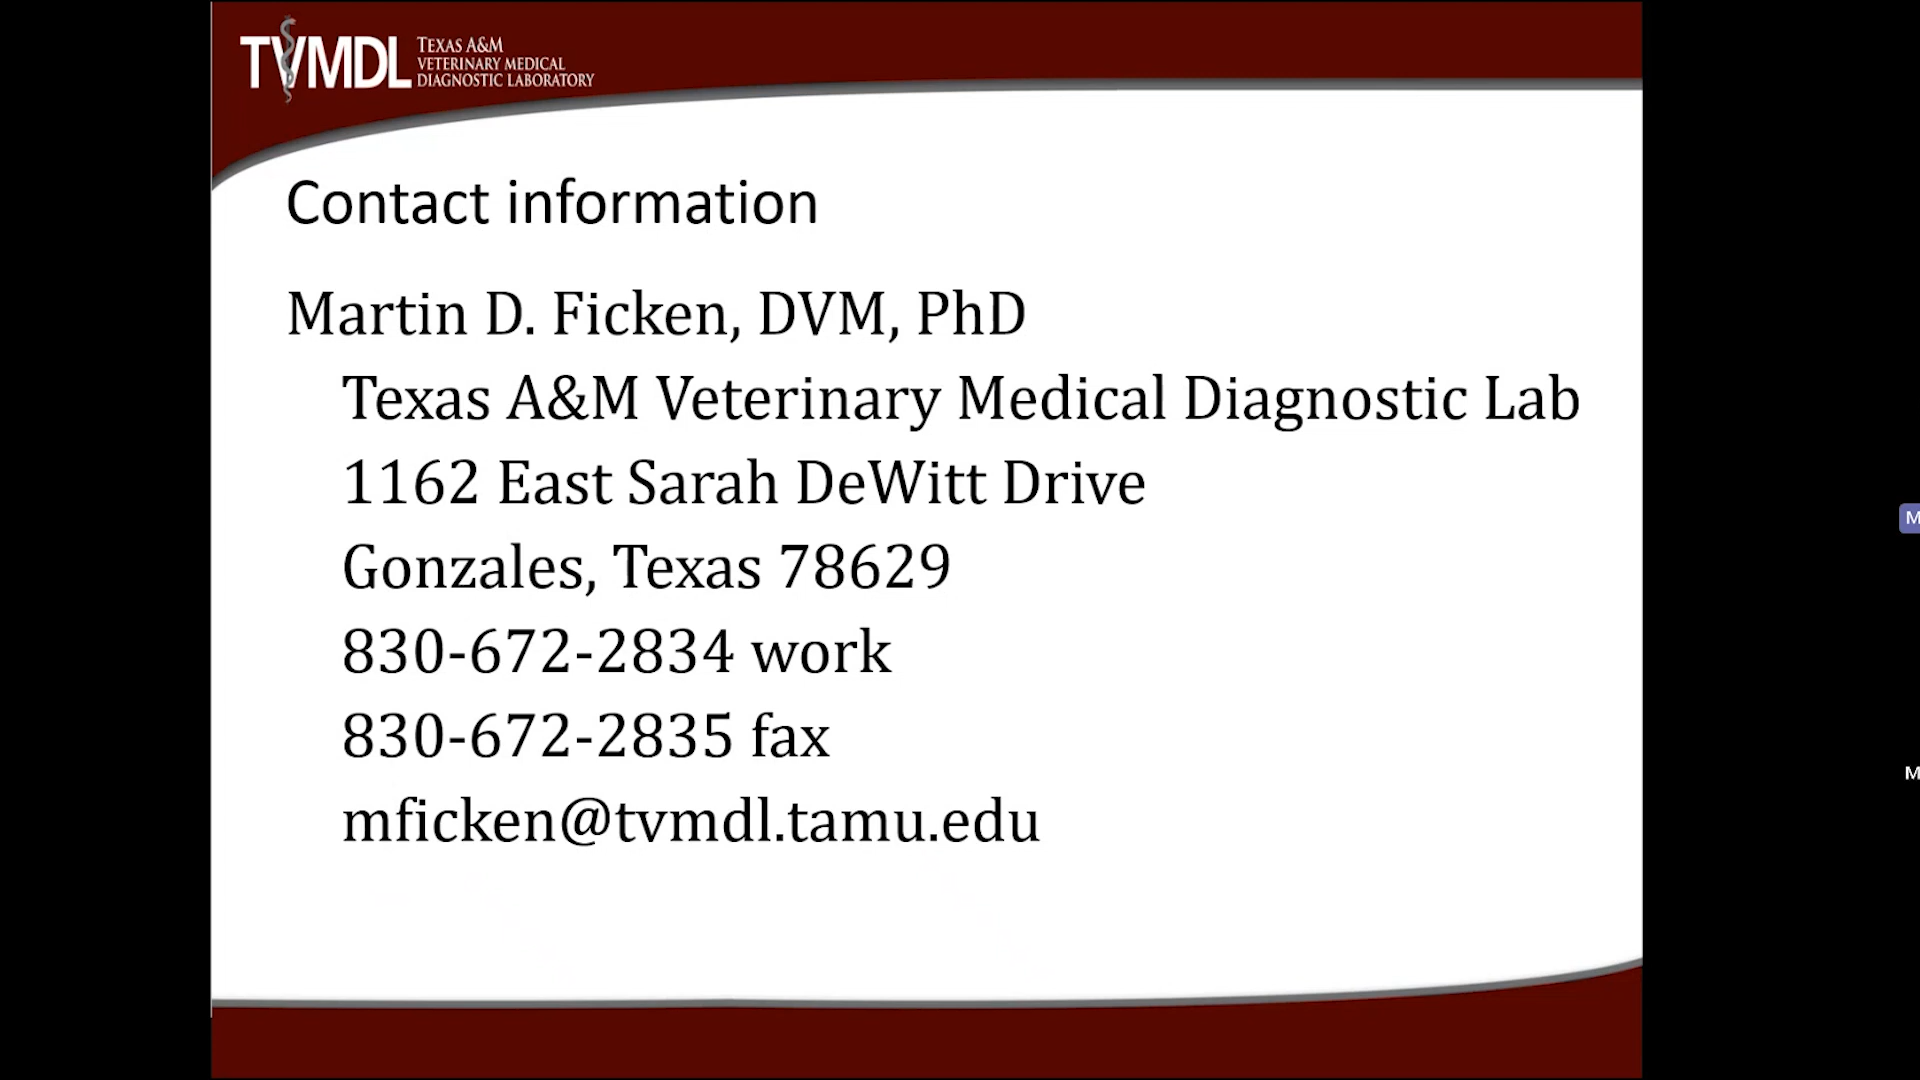 TVMDL
TEXAS A&M
VETERINARY MEDICAL
DIAGNOSTIC LABORATORY
Contact information
Martin D. Ficken, DVM, PhD
Texas A&M Veterinary Medical Diagnostic Lab
1162 East Sarah DeWitt Drive
Gonzales, Texas 78629
830-672-2834 work
830-672-2835 fax
mficken@tvmdl.tamu.edu
M
M